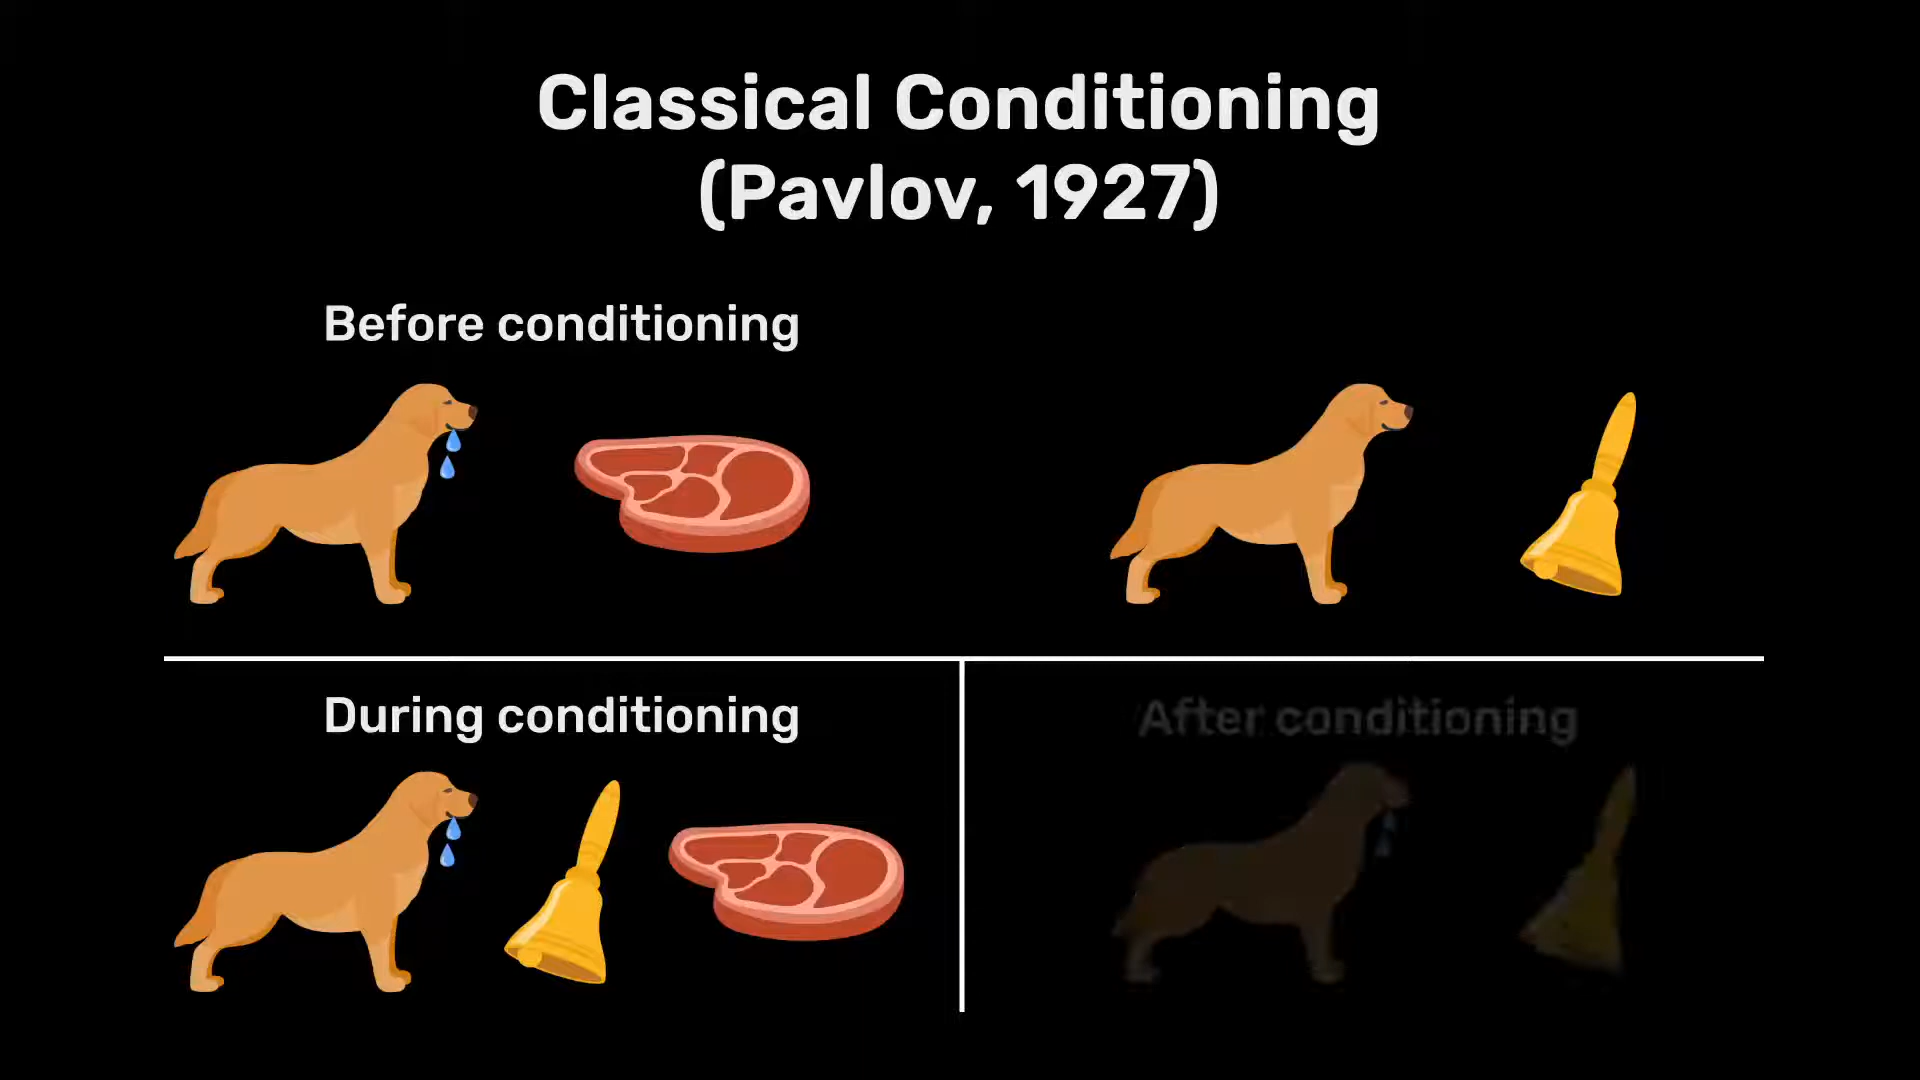 Classical Conditioning
(Pavlov, 1927)
Before conditioning
During conditioning
After conditioning